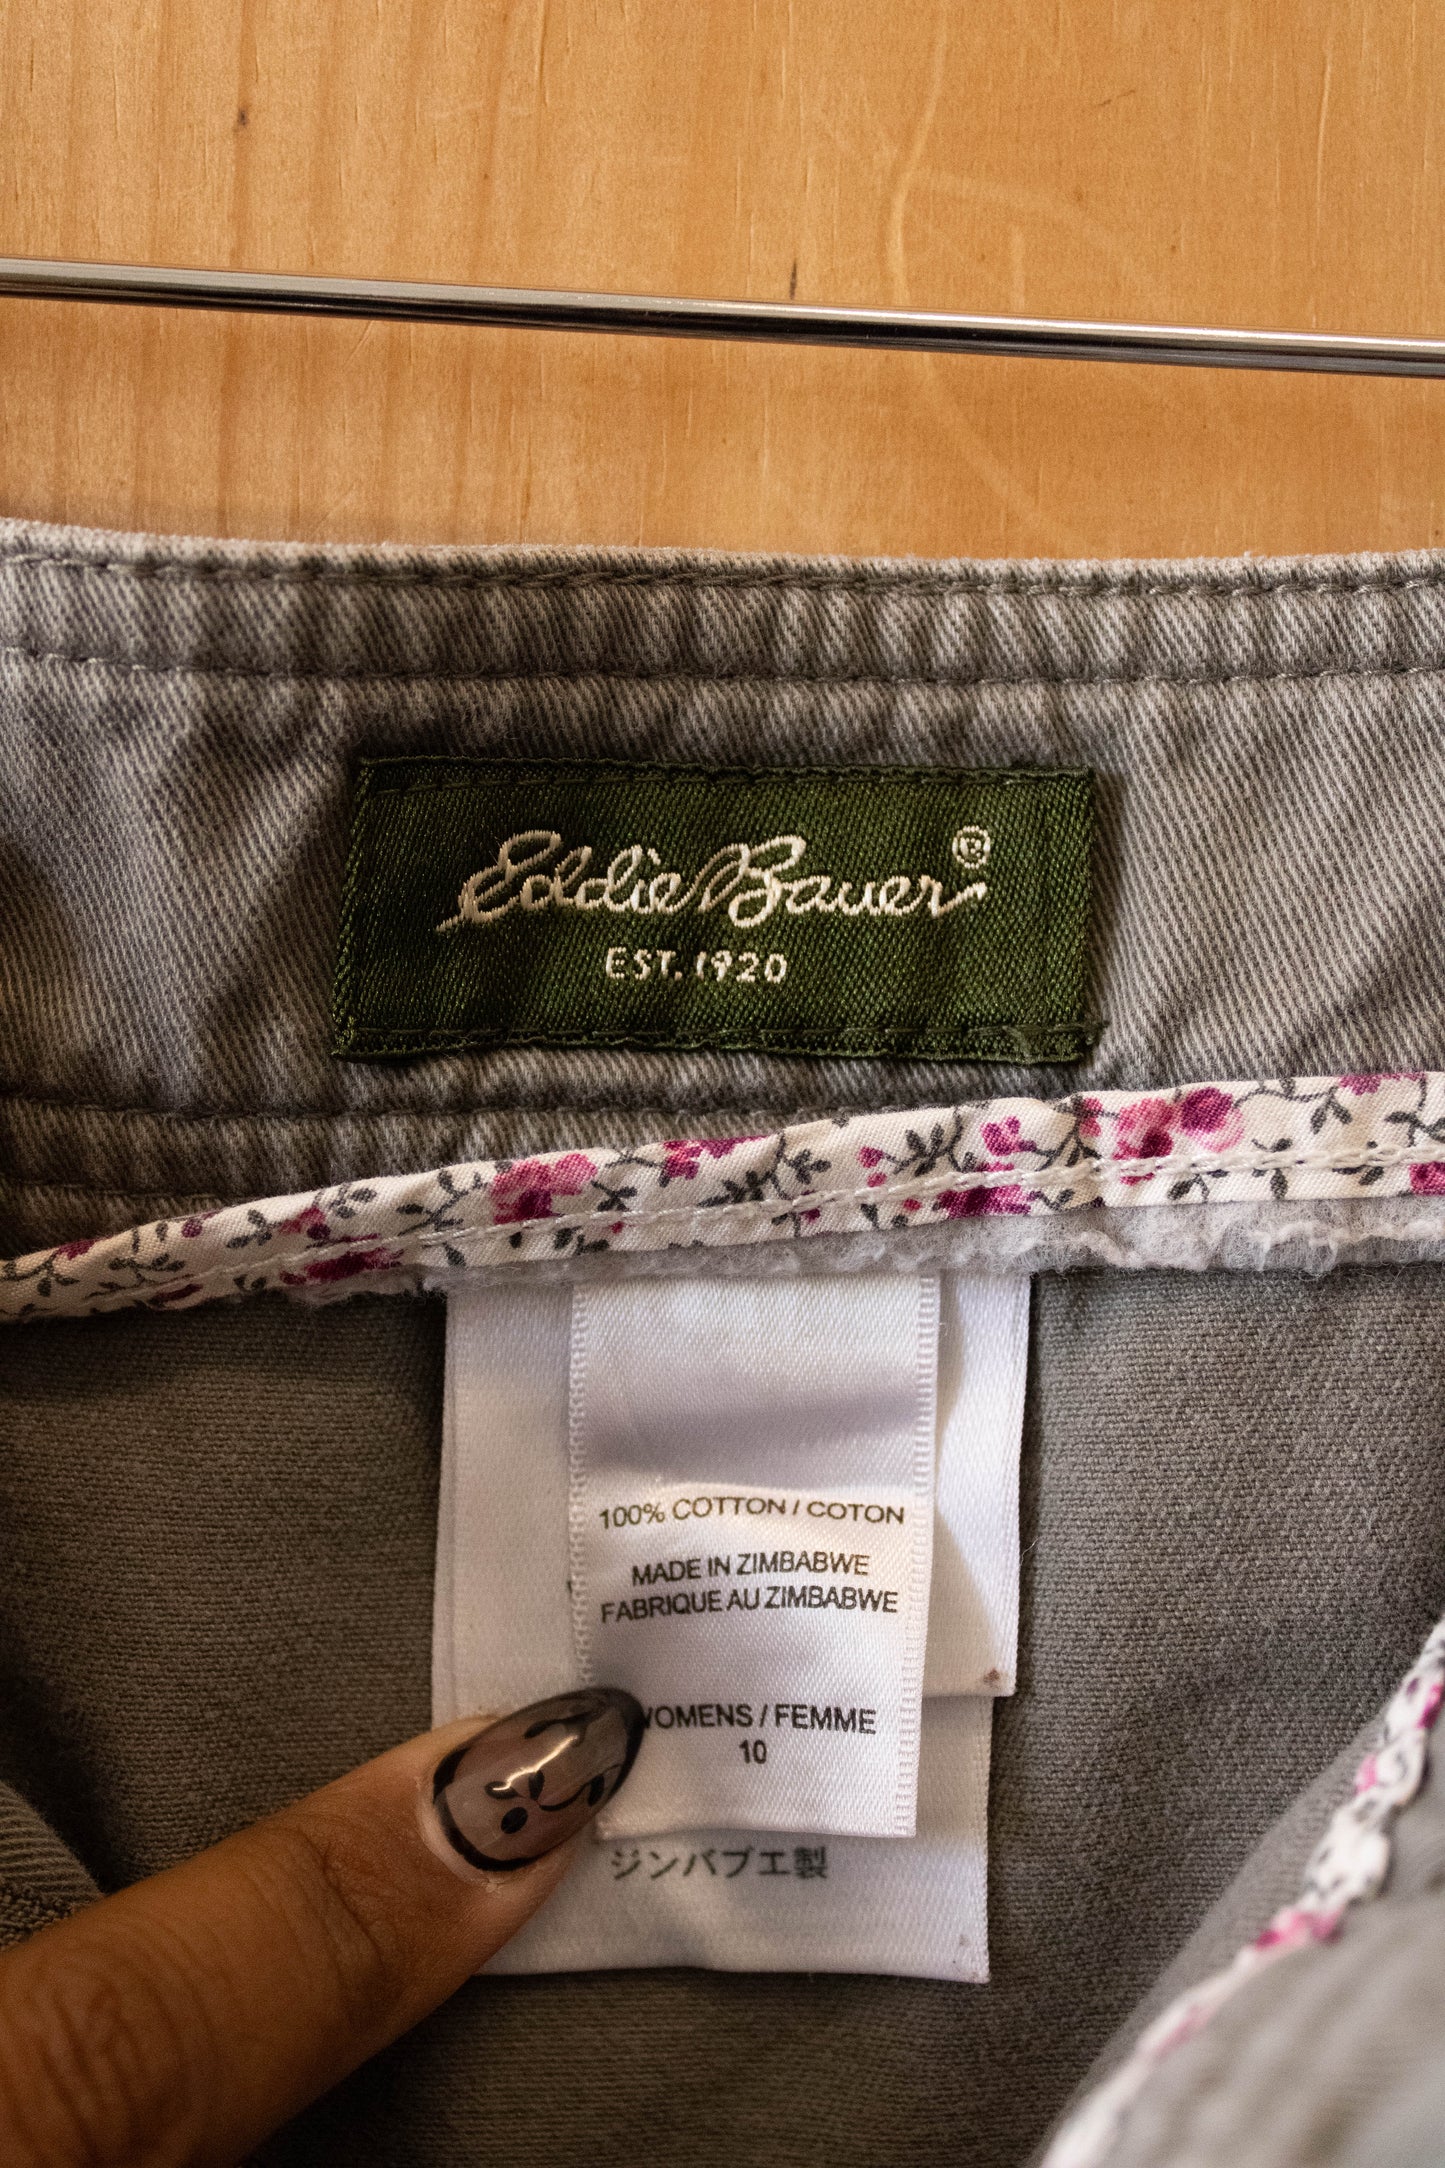 Eddie Bauer®
EST. 1920
100% COTTON / COTON
MADE IN ZIMBABWE
FABRIQUE AU ZIMBABWE
WOMENS / FEMME
10
ジンバブエ製